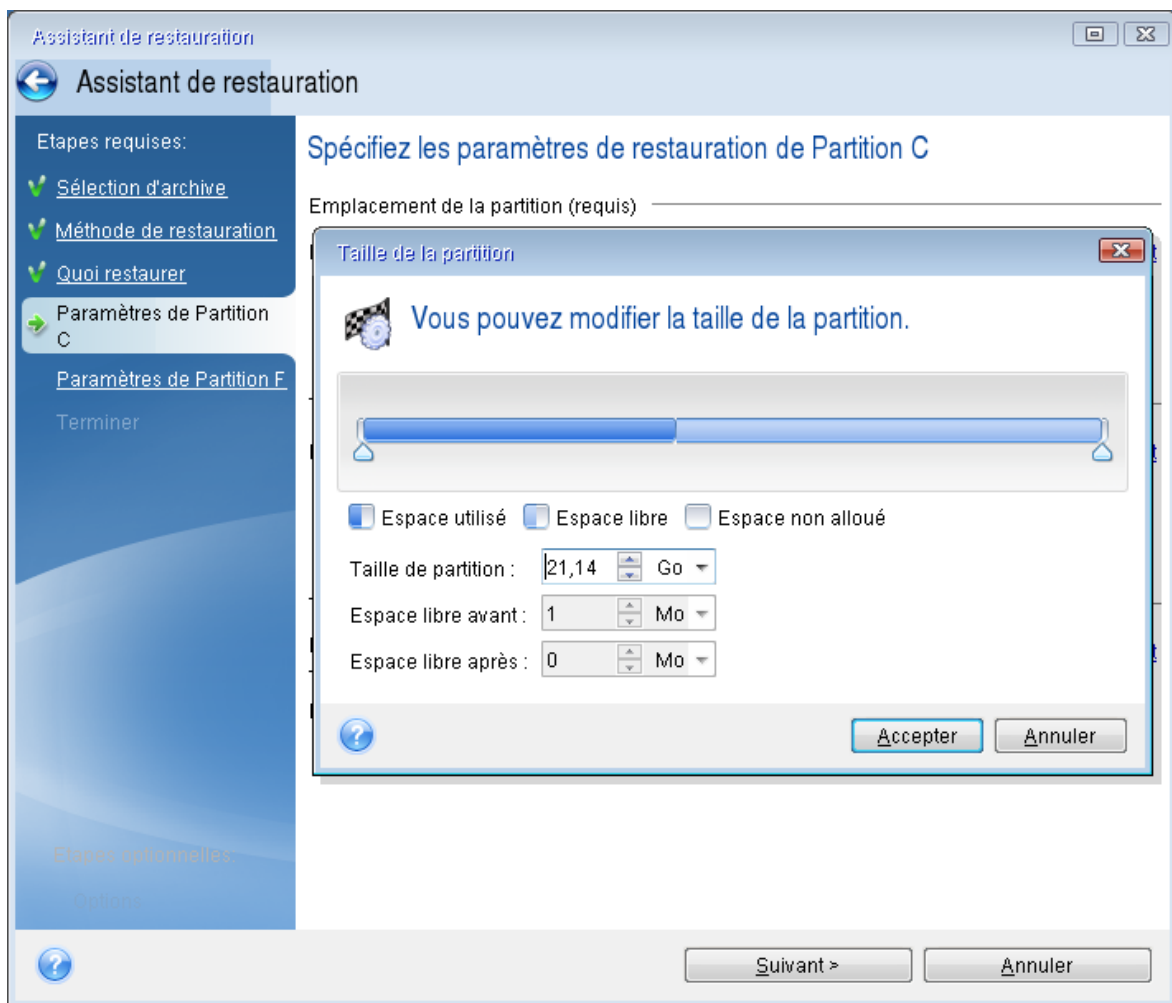 Assistant de restauration
Assistant de restauration
Etapes requises:
Sélection d'archive
Méthode de restauration
Quoi restaurer
Paramètres de Partition
C
Paramètres de Partition F
Terminer
Etapes optionnelles:
Options
Spécifiez les paramètres de restauration de Partition C
Emplacement de la partition (requis)
Taille de la partition
Vous pouvez modifier la taille de la partition.
Espace utilisé Espace libre Espace non alloué
Taille de partition : 21,14 Go
Espace libre avant : 1 Mo
Espace libre après : 0 Mo
Accepter Annuler
Suivant > Annuler